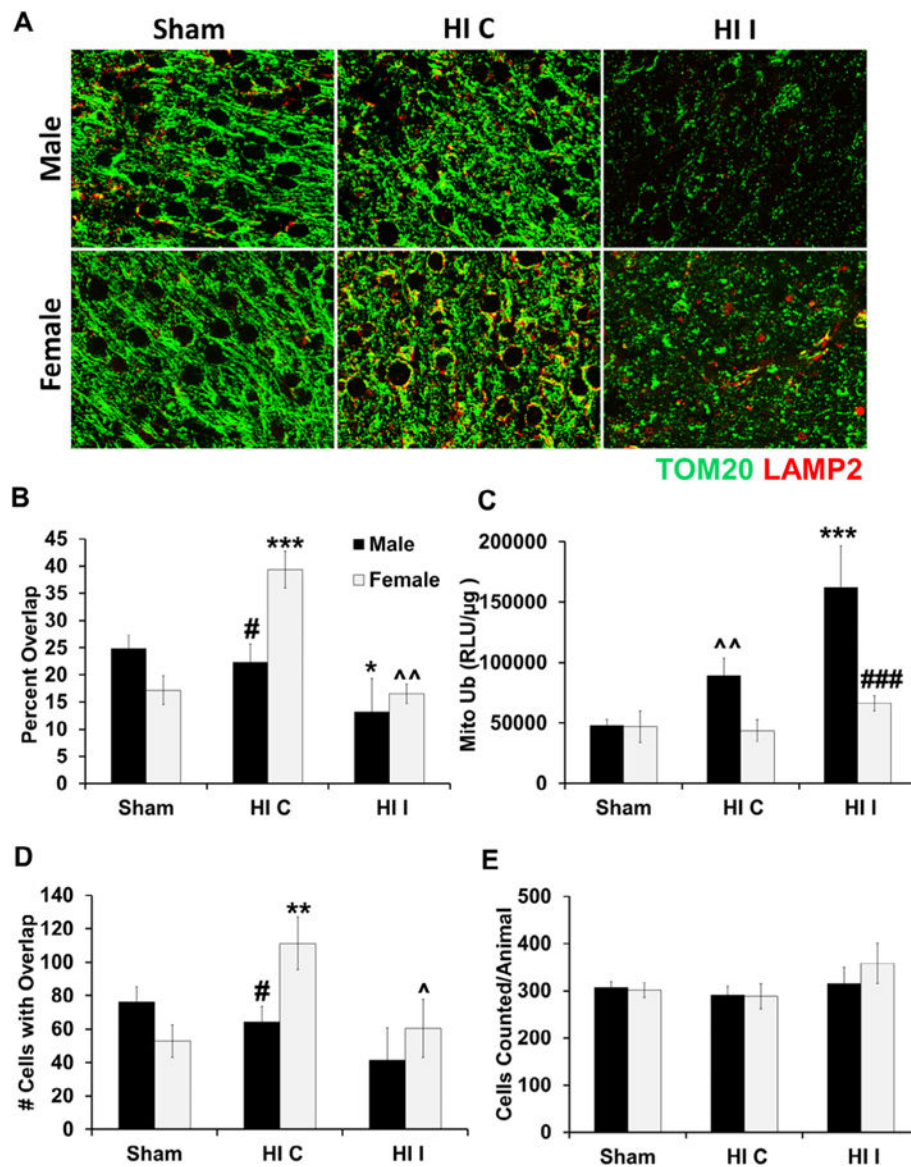 A
Sham HI C HI I
Male
Female
TOM20 LAMP2
B
Percent Overlap
45
40
35
30
25
20
15
10
5
0
#
***
*
^^
Male
Female
Sham HI C HI I
C
Mito Ub (RLU/µg)
200000
150000
100000
50000
0
^^
***
###
Sham HI C HI I
D
# Cells with Overlap
140
120
100
80
60
40
20
0
#
**
^
Sham HI C HI I
E
Cells Counted/Animal
500
400
300
200
100
0
Sham HI C HI I